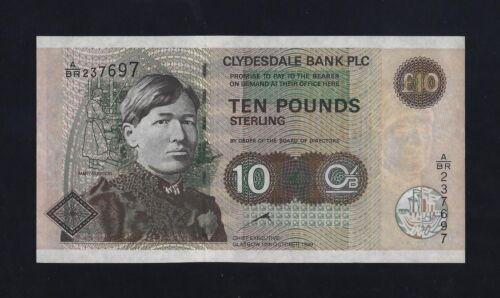 A/BR 237697
CLYDESDALE BANK PLC
PROMISE TO PAY TO THE BEARER
ON DEMAND AT THEIR OFFICE HERE
£10
TEN POUNDS
STERLING
BY ORDER OF THE BOARD OF DIRECTORS
MARY SLESSOR
10
CB
A/BR 237697
CHIEF EXECUTIVE
GLASGOW 12TH OCTOBER 1999